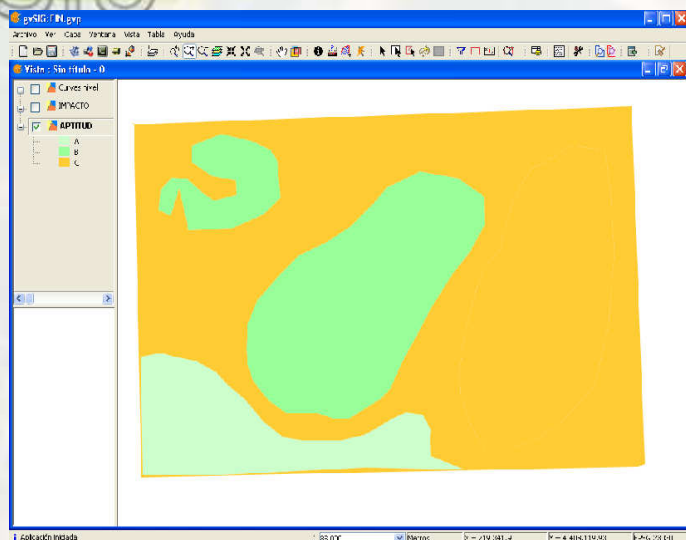 gvSIG:FIN.gvp
Archivo Ver Capa Ventana Vista Tabla Ayuda
Vista : Sin título - 0
Curvas nivel
IMPACTO
APTITUD
A
B
C
Aplicación Iniciada
Metros